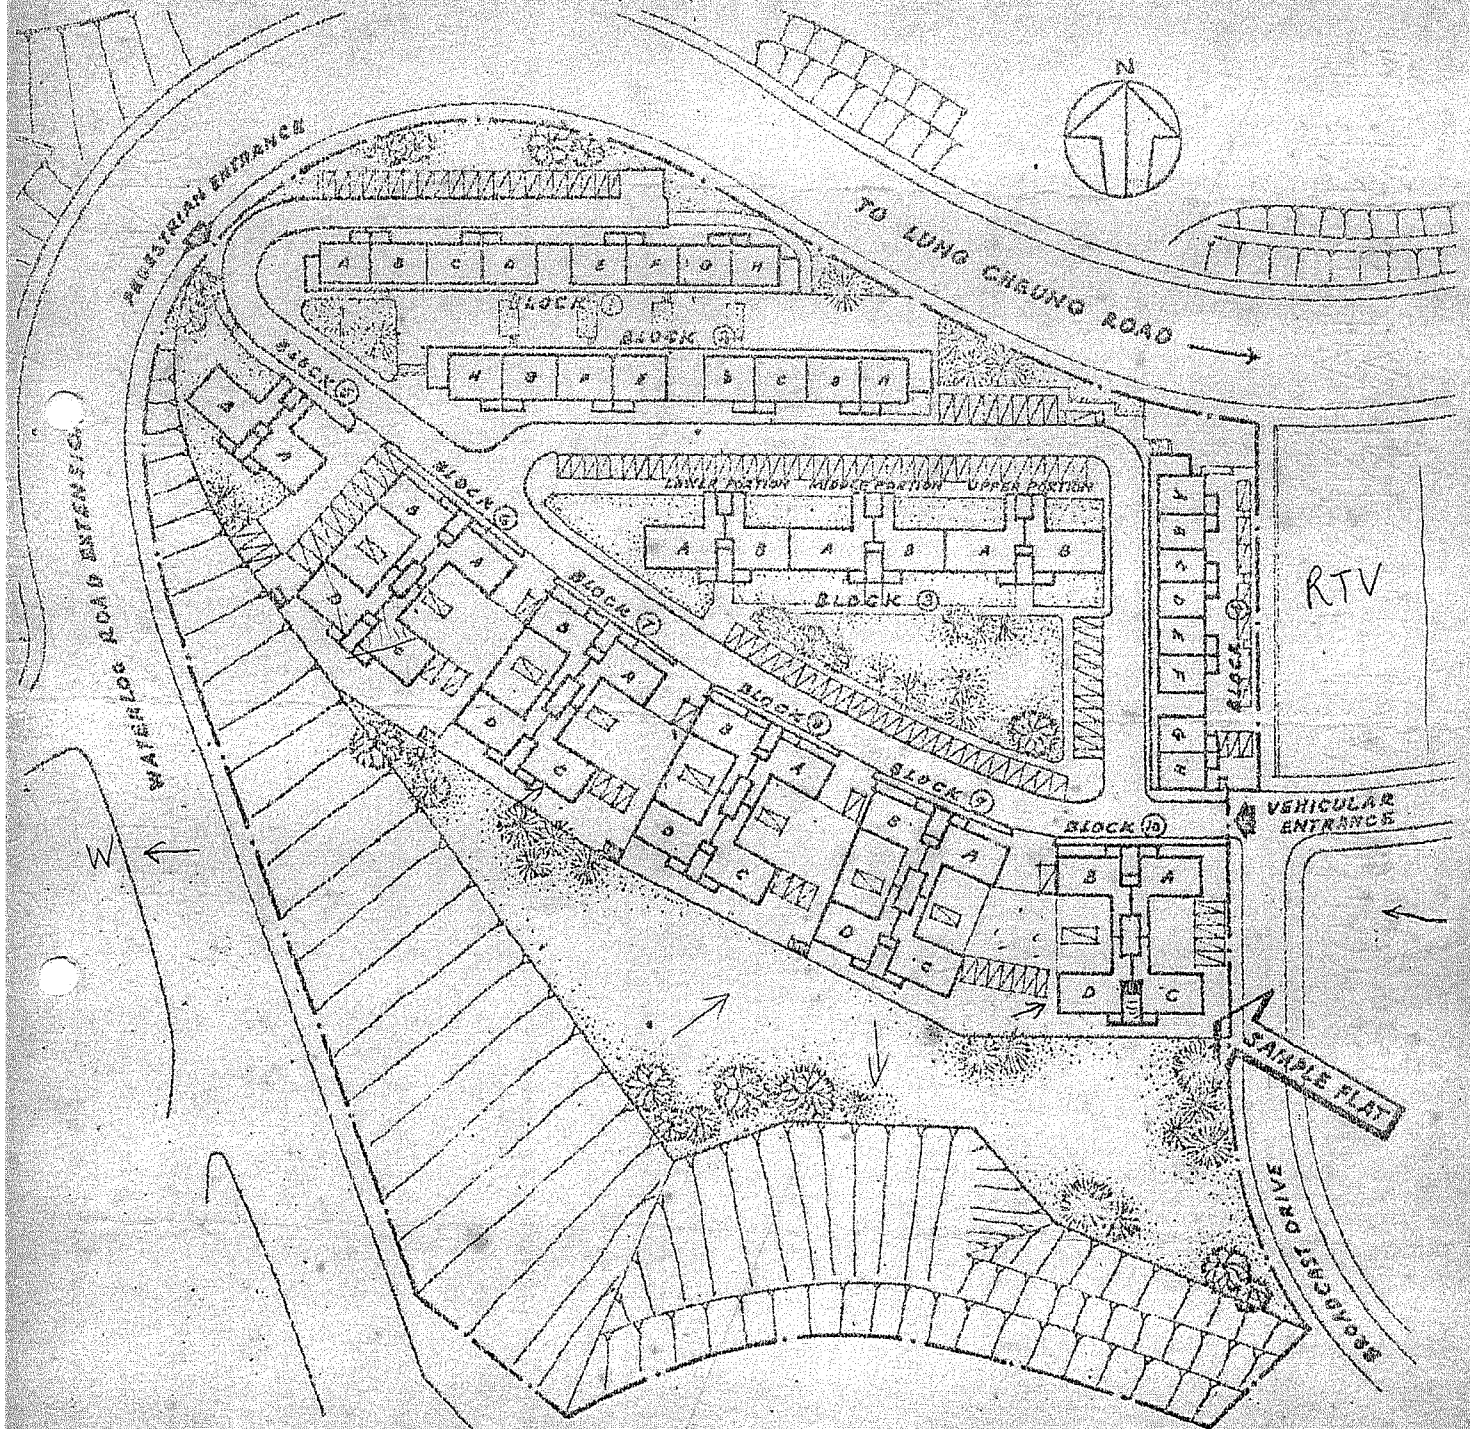 N
PEDESTRIAN ENTRANCE
TO LUNG CHEUNG ROAD
A B C D E F G H
BLOCK 1
BLOCK 2
H G F E D C B A
BLOCK 5
B
A
BLOCK 6
B
A
D
C
LOWER PORTION MIDDLE PORTION UPPER PORTION
A B A B A B
BLOCK 3
A
B
C
D
E
F
G
H
BLOCK 4
RTV
BLOCK 7
B
A
D
C
BLOCK 8
B
A
D
C
BLOCK 9
B
A
D
C
BLOCK 10
B A
D C
VEHICULAR
ENTRANCE
WATERLOO ROAD EXTENSION
W
SAMPLE FLAT
BROADCAST DRIVE